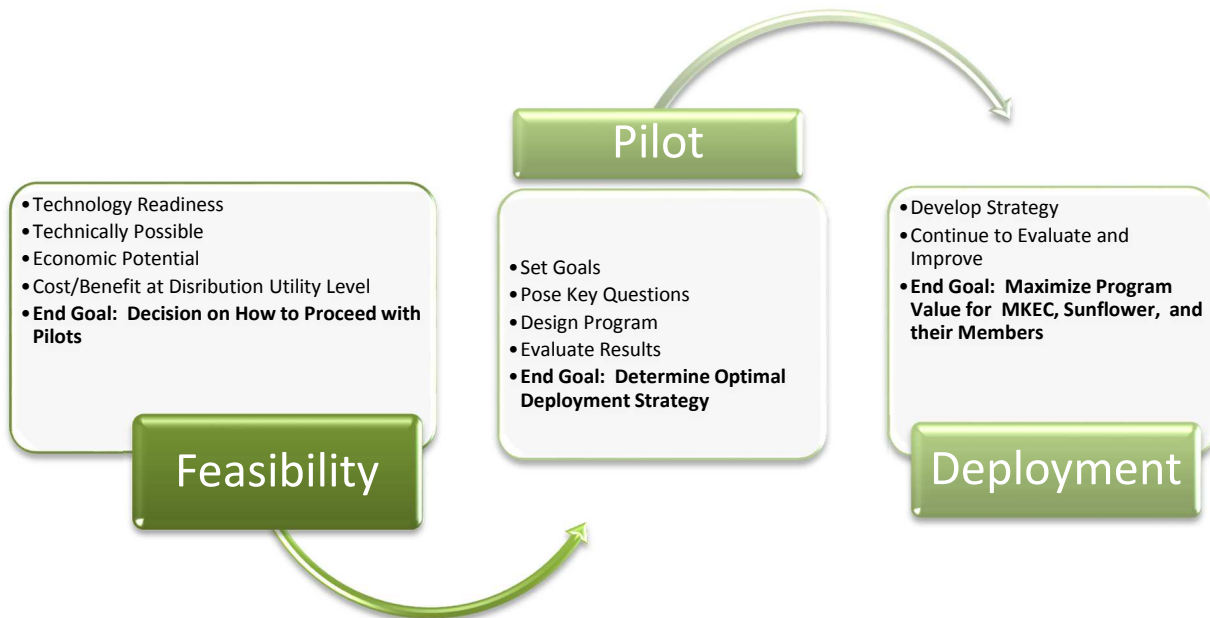 •Technology Readiness
•Technically Possible
•Economic Potential
•Cost/Benefit at Disribution Utility Level
•End Goal:  Decision on How to Proceed with
Pilots
Feasibility
Pilot
•Set Goals
•Pose Key Questions
•Design Program
•Evaluate Results
•End Goal:  Determine Optimal
Deployment Strategy
•Develop Strategy
•Continue to Evaluate and
Improve
•End Goal:  Maximize Program
Value for  MKEC, Sunflower,  and
their Members
Deployment